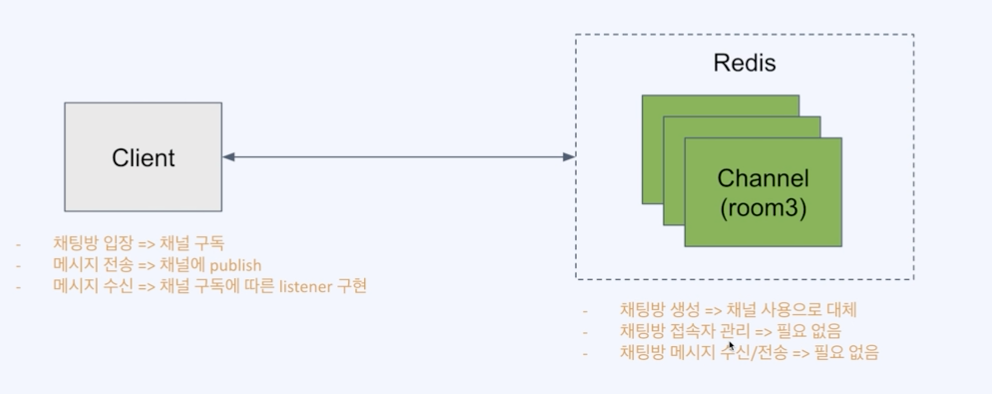 Redis
Client
Channel
(room3)
- 채팅방 입장 => 채널 구독
- 메시지 전송 => 채널에 publish
- 메시지 수신 => 채널 구독에 따른 listener 구현
- 채팅방 생성 => 채널 사용으로 대체
- 채팅방 접속자 관리 => 필요 없음
- 채팅방 메시지 수신/전송 => 필요 없음